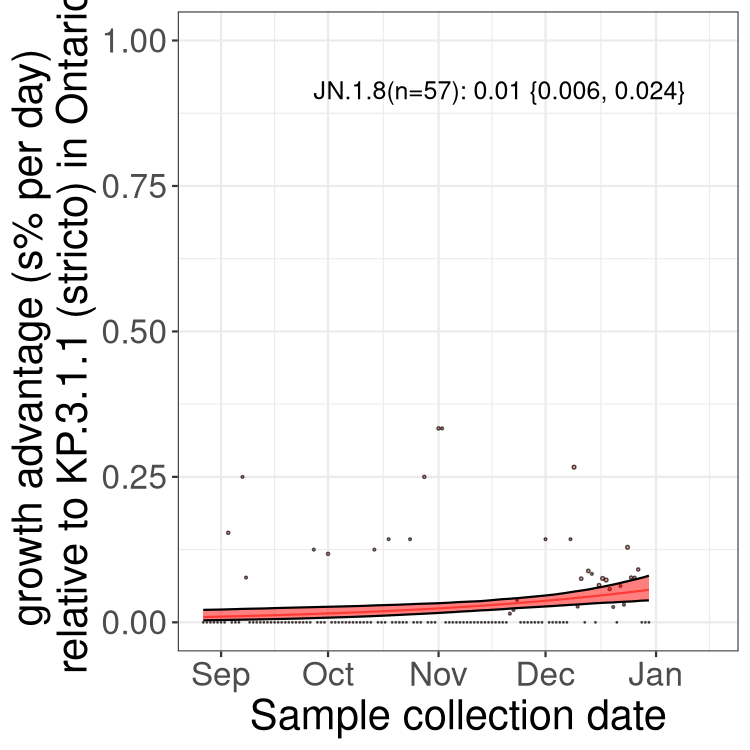 growth advantage (s% per day)
relative to KP.3.1.1 (stricto) in Ontario
1.00
0.75
0.50
0.25
0.00
JN.1.8(n=57): 0.01 {0.006, 0.024}
Sep Oct Nov Dec Jan
Sample collection date